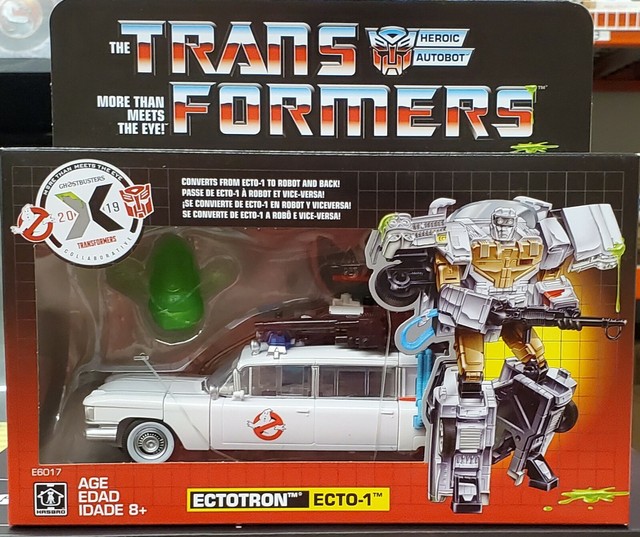 THE TRANSFORMERS
HEROIC
AUTOBOT
MORE THAN
MEETS
THE EYE!
™
MORE THAN MEETS THE EYE
GHOSTBUSTERS
X
20 19
TRANSFORMERS
COLLABORATIVE
CONVERTS FROM ECTO-1 TO ROBOT AND BACK!
PASSE DE ECTO-1 À ROBOT ET VICE-VERSA!
¡SE CONVIERTE DE ECTO-1 EN ROBOT Y VICEVERSA!
SE CONVERTE DE ECTO-1 A ROBÔ E VICE-VERSA!
E6017
HASBRO
AGE
EDAD
IDADE 8+
ECTOTRON™ ECTO-1™